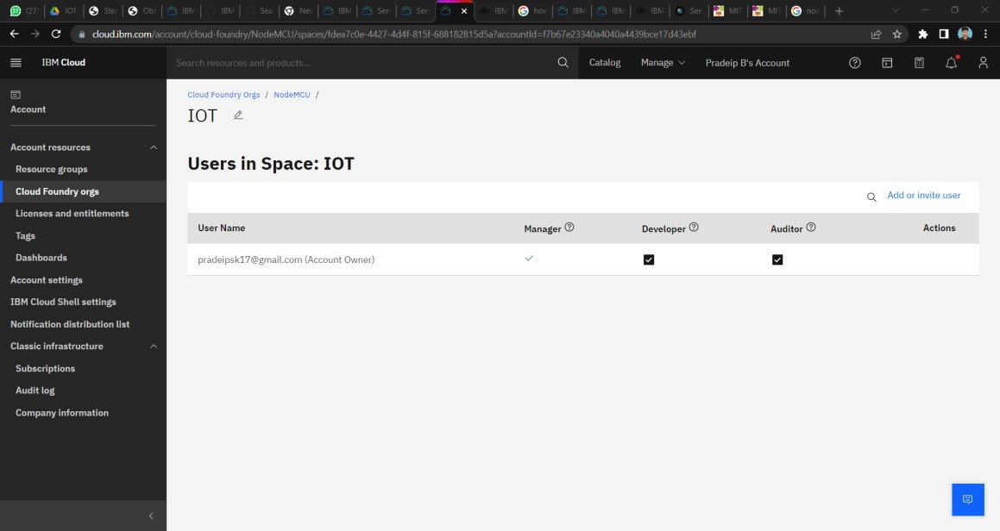 (27)
IOT
Ste
Ob
IBM
IBM
Sea
Ne
IBM
Ser
Ser
IBM
hov
IBM
IBM
IBM
Ser
MIT
MIT
noc
cloud.ibm.com/account/cloud-foundry/NodeMCU/spaces/fdea7c0e-4427-4d4f-815f-688182815d5a?accountId=f7b67e23340a4040a4439bce17d43ebf
IBM Cloud
Search resources and products...
Catalog
Manage
Pradeip B's Account
Account
Account resources
Resource groups
Cloud Foundry orgs
Licenses and entitlements
Tags
Dashboards
Account settings
IBM Cloud Shell settings
Notification distribution list
Classic infrastructure
Subscriptions
Audit log
Company information
Cloud Foundry Orgs / NodeMCU /
IOT
Users in Space: IOT
Add or invite user
User Name Manager Developer Auditor Actions
pradeipsk17@gmail.com (Account Owner)